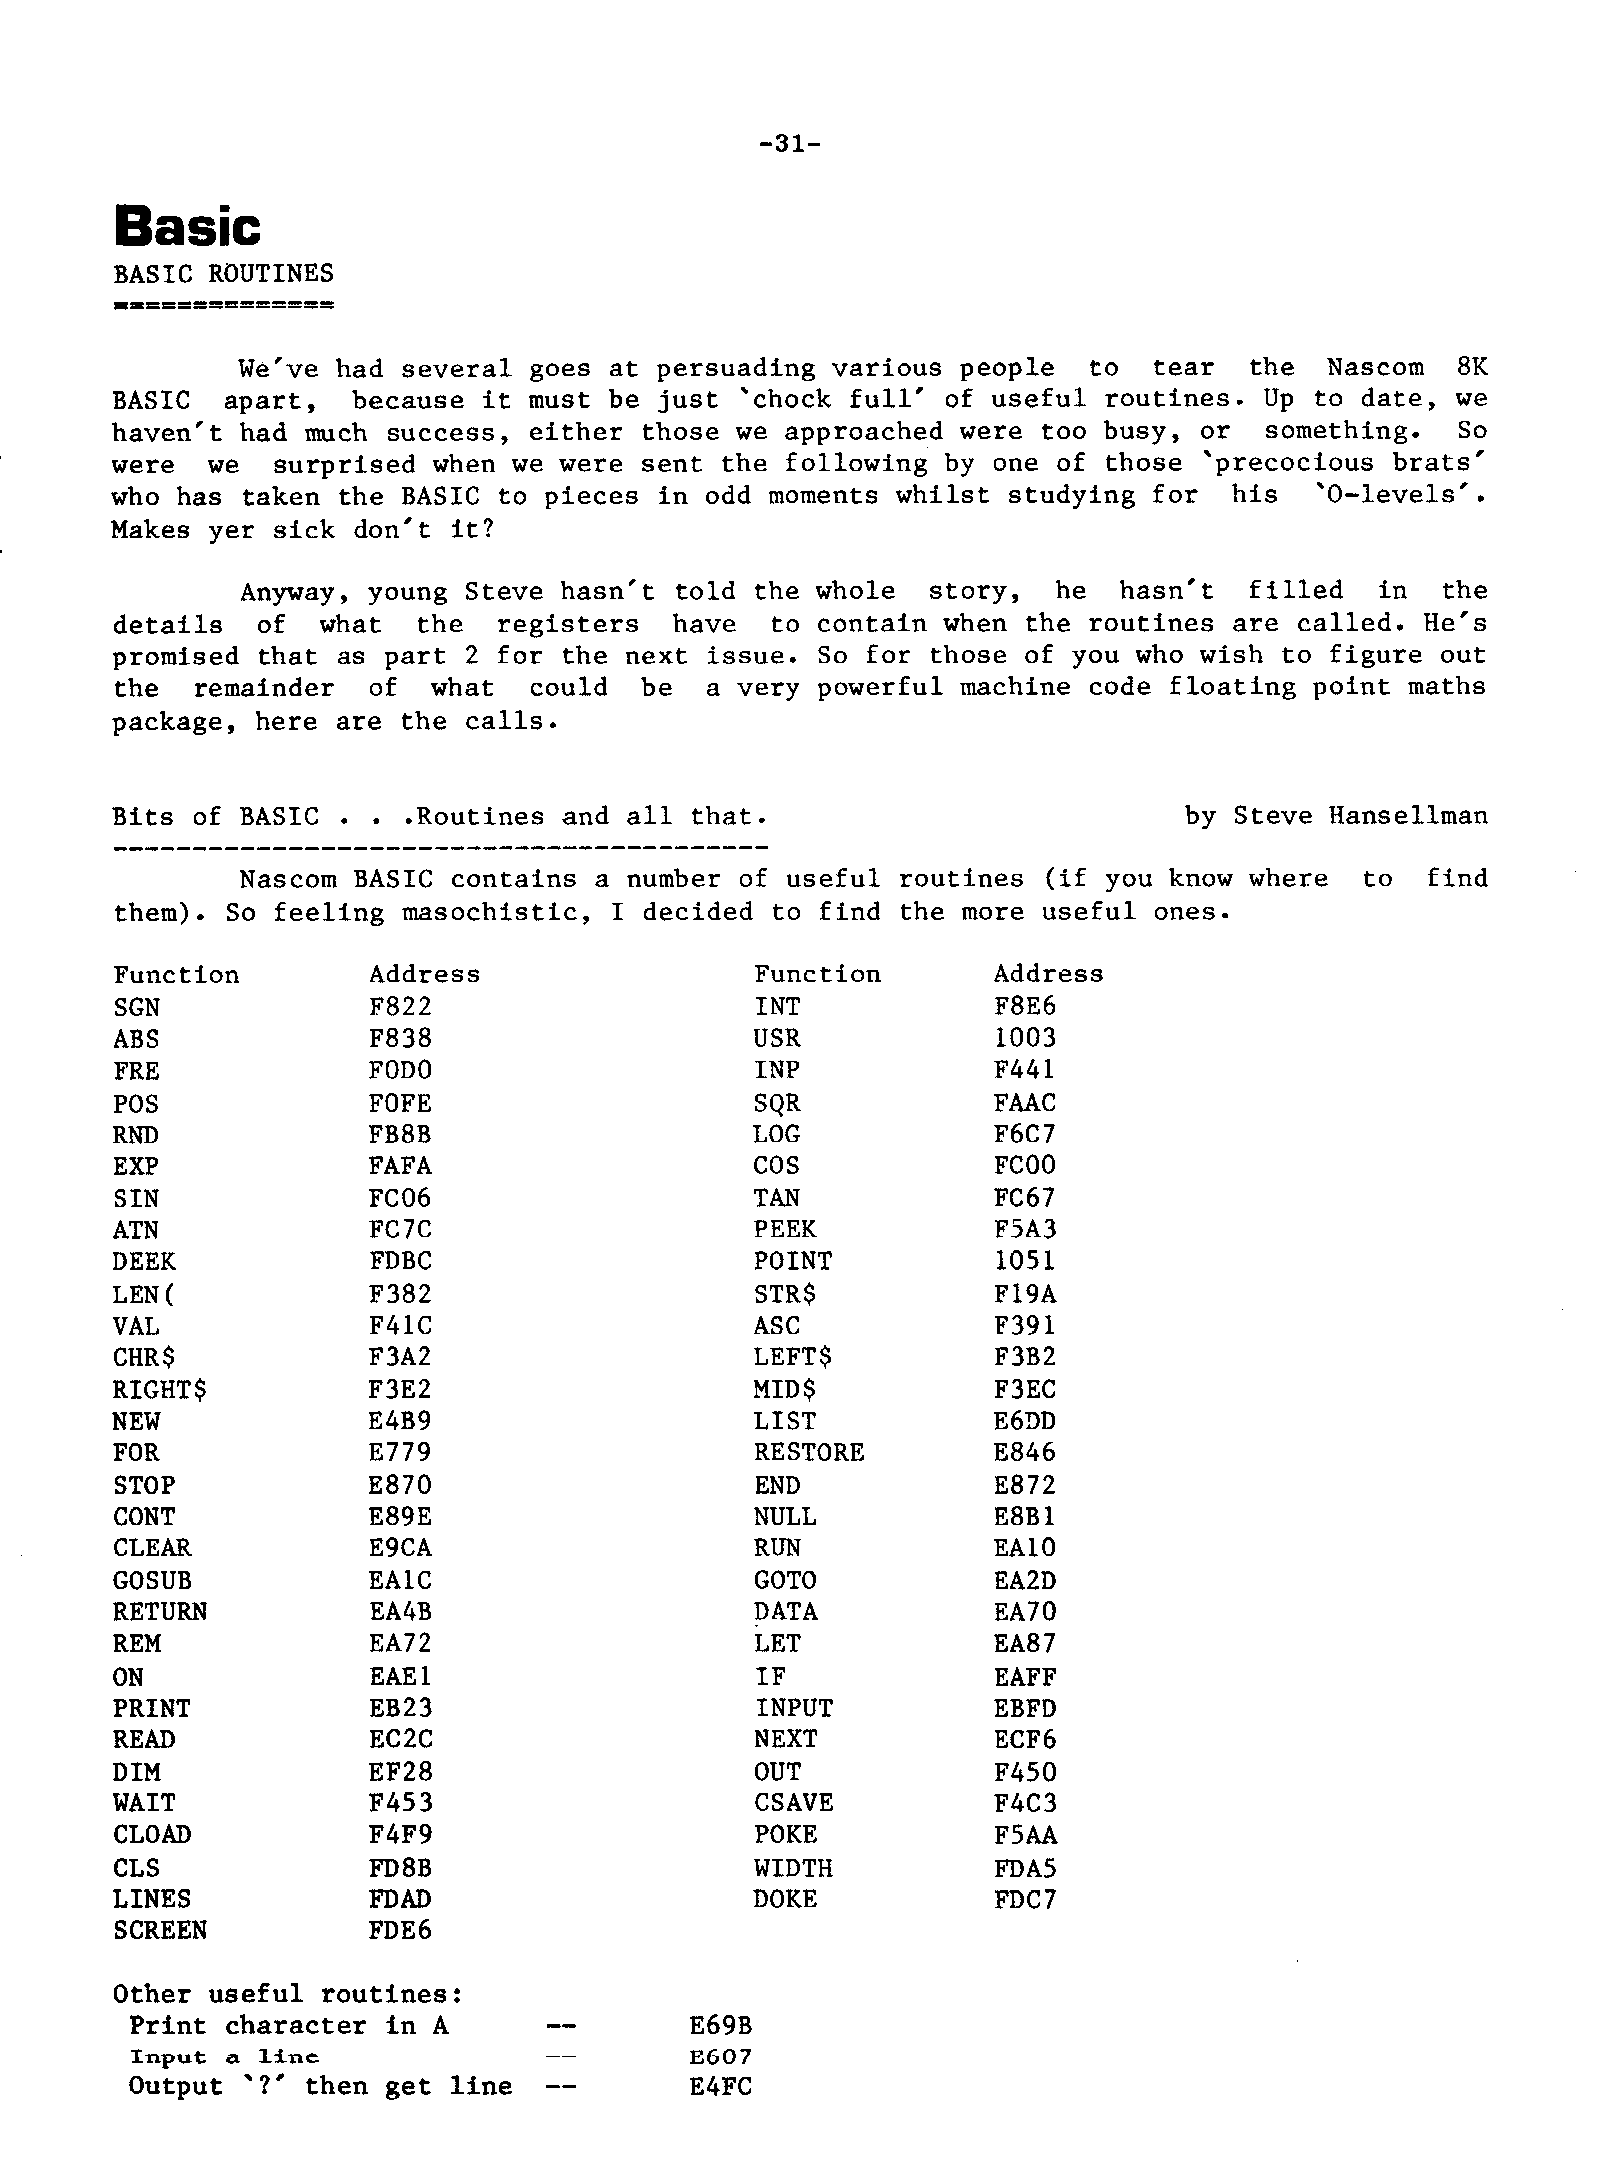 -31-
Basic
BASIC ROUTINES
==============
We've had several goes at persuading various people to tear the Nascom 8K
BASIC apart, because it must be just `chock full' of useful routines. Up to date, we
haven't had much success, either those we approached were too busy, or something. So
were we surprised when we were sent the following by one of those `precocious brats'
who has taken the BASIC to pieces in odd moments whilst studying for his `O-levels'.
Makes yer sick don't it?
Anyway, young Steve hasn't told the whole story, he hasn't filled in the
details of what the registers have to contain when the routines are called. He's
promised that as part 2 for the next issue. So for those of you who wish to figure out
the remainder of what could be a very powerful machine code floating point maths
package, here are the calls.
Bits of BASIC . . .Routines and all that. by Steve Hansellman
-----------------------------------------
Nascom BASIC contains a number of useful routines (if you know where to find
them). So feeling masochistic, I decided to find the more useful ones.
Function Address Function Address
SGN F822 INT F8E6
ABS F838 USR 1003
FRE F0D0 INP F441
POS F0FE SQR FAAC
RND FB8B LOG F6C7
EXP FAFA COS FC00
SIN FC06 TAN FC67
ATN FC7C PEEK F5A3
DEEK FDBC POINT 1051
LEN( F382 STR$ F19A
VAL F41C ASC F391
CHR$ F3A2 LEFT$ F3B2
RIGHT$ F3E2 MID$ F3EC
NEW E4B9 LIST E6DD
FOR E779 RESTORE E846
STOP E870 END E872
CONT E89E NULL E8B1
CLEAR E9CA RUN EA10
GOSUB EA1C GOTO EA2D
RETURN EA4B DATA EA70
REM EA72 LET EA87
ON EAE1 IF EAFF
PRINT EB23 INPUT EBFD
READ EC2C NEXT ECF6
DIM EF28 OUT F450
WAIT F453 CSAVE F4C3
CLOAD F4F9 POKE F5AA
CLS FD8B WIDTH FDA5
LINES FDAD DOKE FDC7
SCREEN FDE6
Other useful routines:
Print character in A -- E69B
Input a line -- E607
Output `?' then get line -- E4FC